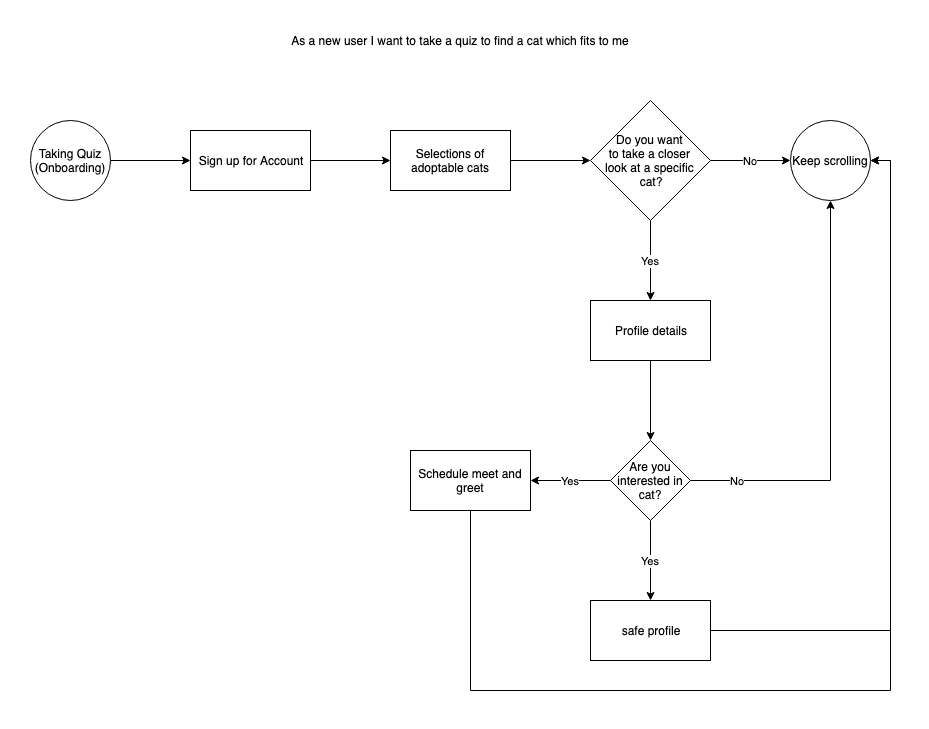 As a new user I want to take a quiz to find a cat which fits to me
Taking Quiz
(Onboarding)
Sign up for Account
Selections of
adoptable cats
Do you want
to take a closer
look at a specific
cat?
No
Keep scrolling
Yes
Profile details
Are you
interested in
cat?
Yes
No
Schedule meet and
greet
Yes
safe profile